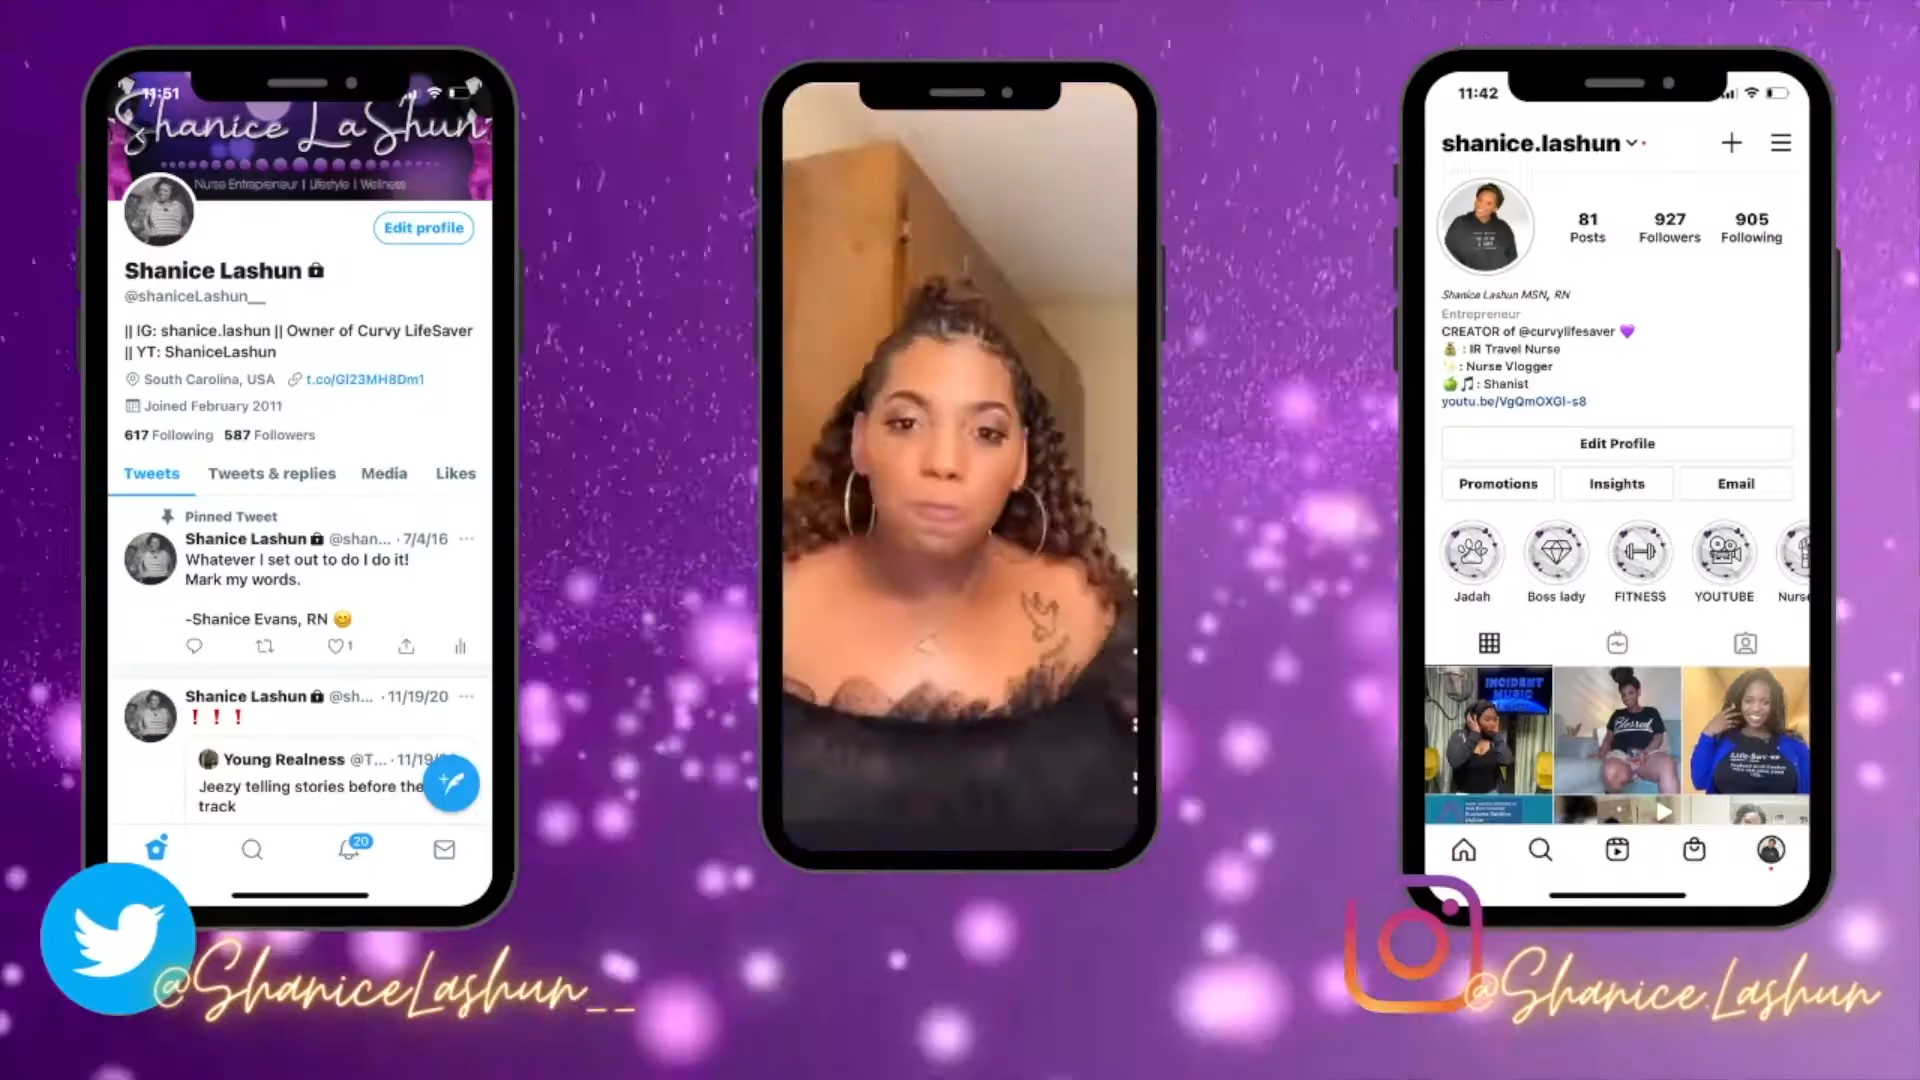 11:51
Shanice LaShun
Nurse Entrepreneur | Lifestyle | Wellness
Edit profile
Shanice Lashun
@shaniceLashun__
|| IG: shanice.lashun || Owner of Curvy LifeSaver
|| YT: ShaniceLashun
South Carolina, USA t.co/GI23MH8Dm1
Joined February 2011
617 Following 587 Followers
Tweets Tweets & replies Media Likes
Pinned Tweet
Shanice Lashun @shan... · 7/4/16 ...
Whatever I set out to do I do it!
Mark my words.
-Shanice Evans, RN 😊
1
Shanice Lashun @sh... · 11/19/20 ...
❗❗❗
Young Realness @T... · 11/19/
Jeezy telling stories before the
track
20
@ShaniceLashun__
11:42
shanice.lashun
81 927 905
Posts Followers Following
Shanice Lashun MSN, RN
Entrepreneur
CREATOR of @curvylifesaver 💜
💰 : IR Travel Nurse
✨ : Nurse Vlogger
🍏🎵 : Shanist
youtu.be/VgQmOXGI-s8
Edit Profile
Promotions Insights Email
Jadah Boss lady FITNESS YOUTUBE Nurs
INCIDENT
MUSIC
Blessed
@Shanice.Lashun